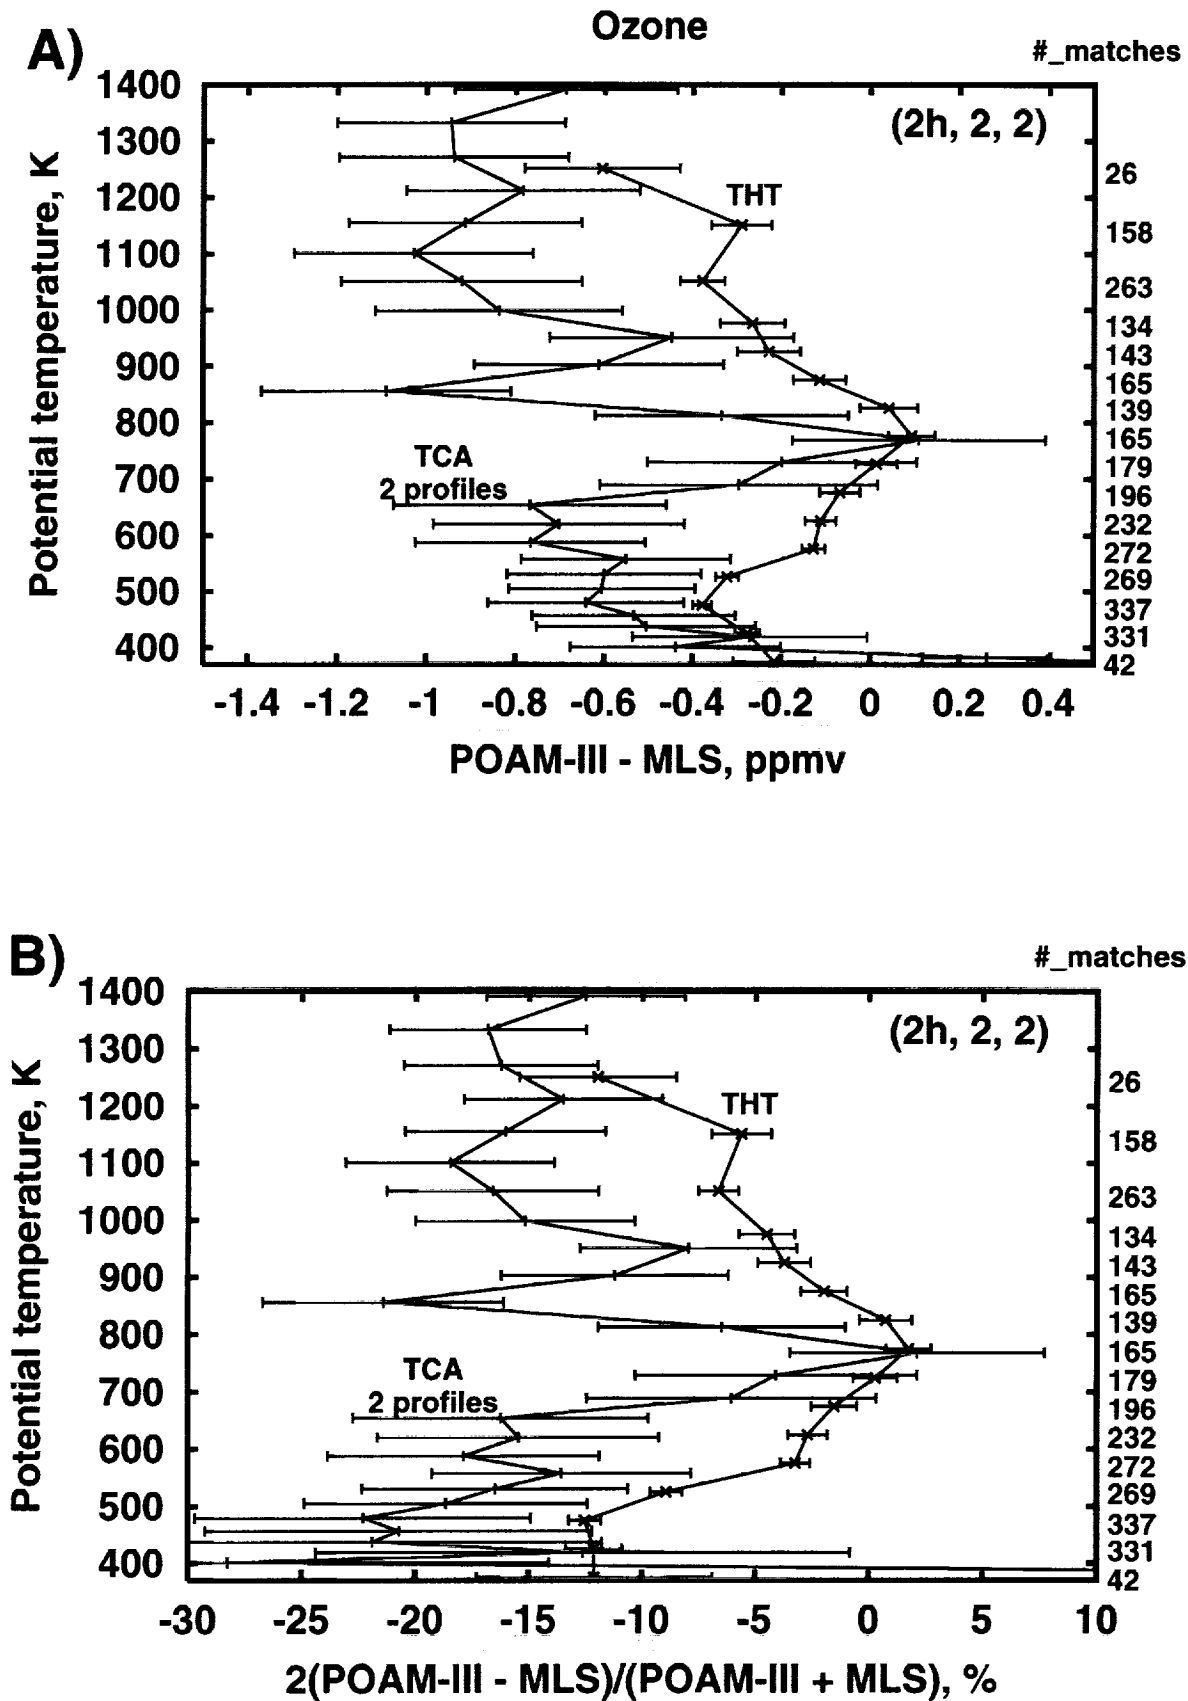 Ozone
A)
#_matches
1400
1300
1200
1100
1000
900
800
700
600
500
400
Potential temperature, K
(2h, 2, 2)
THT
TCA
2 profiles
26
158
263
134
143
165
139
165
179
196
232
272
269
337
331
42
-1.4 -1.2 -1 -0.8 -0.6 -0.4 -0.2 0 0.2 0.4
POAM-III - MLS, ppmv
B)
#_matches
1400
1300
1200
1100
1000
900
800
700
600
500
400
Potential temperature, K
(2h, 2, 2)
THT
TCA
2 profiles
26
158
263
134
143
165
139
165
179
196
232
272
269
337
331
42
-30 -25 -20 -15 -10 -5 0 5 10
2(POAM-III - MLS)/(POAM-III + MLS), %